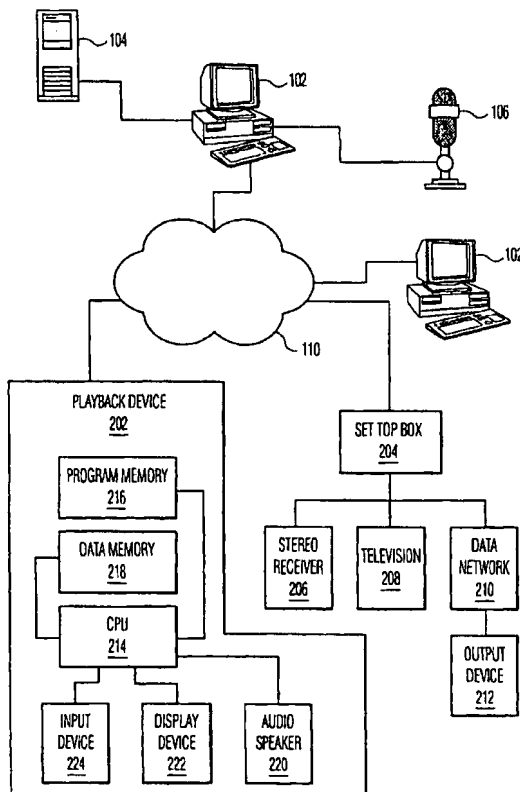 104
102
106
102
110
PLAYBACK DEVICE
202
PROGRAM MEMORY
216
DATA MEMORY
218
CPU
214
INPUT
DEVICE
224
DISPLAY
DEVICE
222
AUDIO
SPEAKER
220
SET TOP BOX
204
STEREO
RECEIVER
206
TELEVISION
208
DATA
NETWORK
210
OUTPUT
DEVICE
212